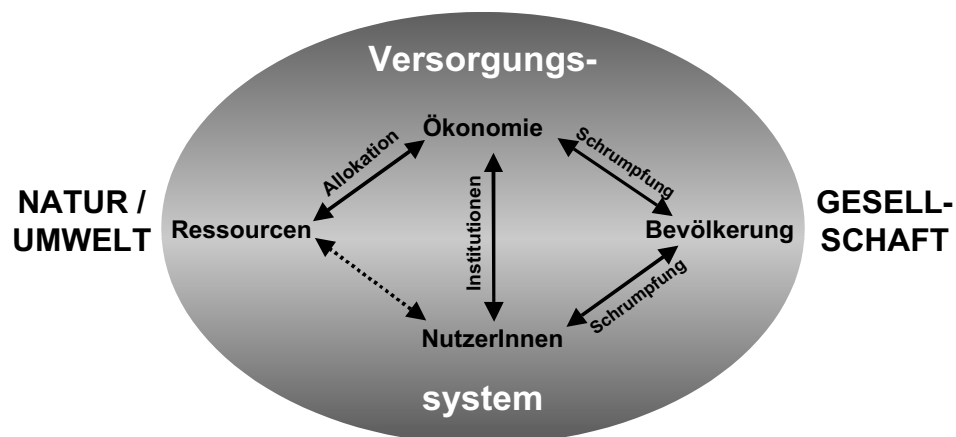 Versorgungs-
Ökonomie
Allokation
Schrumpfung
NATUR /
UMWELT
Ressourcen
Institutionen
Bevölkerung
GESELL-
SCHAFT
Schrumpfung
NutzerInnen
system